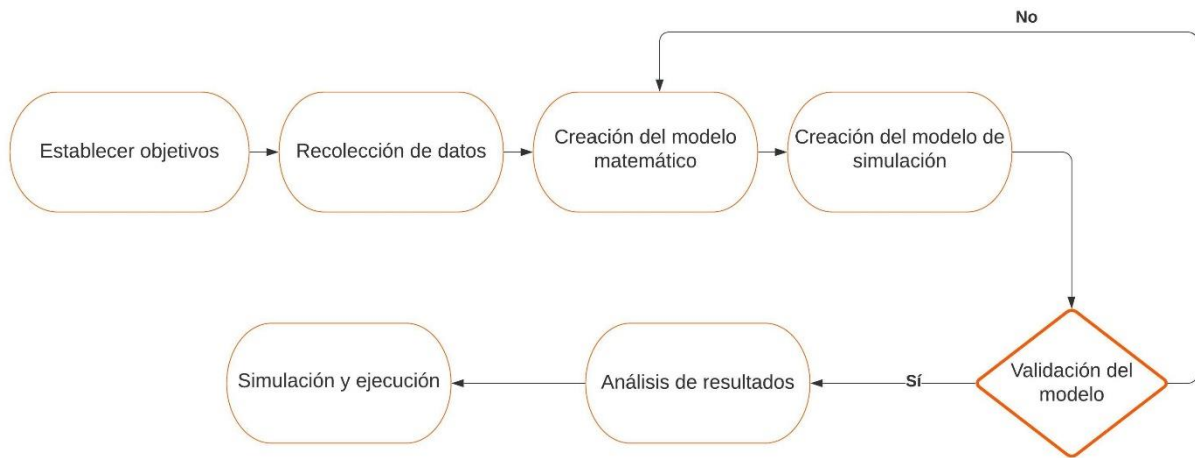 No
Establecer objetivos
Recolección de datos
Creación del modelo
matemático
Creación del modelo de
simulación
Simulación y ejecución
Análisis de resultados
Sí
Validación del
modelo